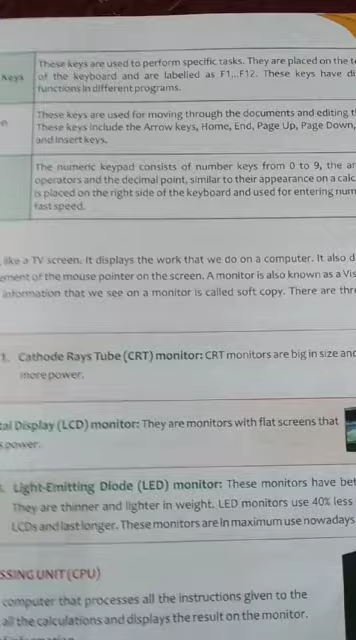 These keys are used to perform specific tasks. They are placed on the
Keys of the keyboard and are labelled as F1,..F12. These keys have
functions in different programs.
These keys are used for moving through the documents and editing
These keys include the Arrow keys, Home, End, Page Up, Page Down,
and Insert keys.
The numeric keypad consists of number keys from 0 to 9, the
operators and the decimal point, similar to their appearance on a
is placed on the right side of the keyboard and used for entering
fast speed.
like a TV screen. It displays the work that we do on a computer. It also
of the mouse pointer on the screen. A monitor is also known as a
information that we see on a monitor is called soft copy. There are
1. Cathode Rays Tube (CRT) monitor: CRT monitors are big in size and
more power.
Display (LCD) monitor: They are monitors with flat screens that
power.
Light-Emitting Diode (LED) monitor: These monitors have
They are thinner and lighter in weight. LED monitors use 40% less
LCDs and last longer. These monitors are in maximum use nowadays
UNIT (CPU)
computer that processes all the instructions given to the
all the calculations and displays the result on the monitor.